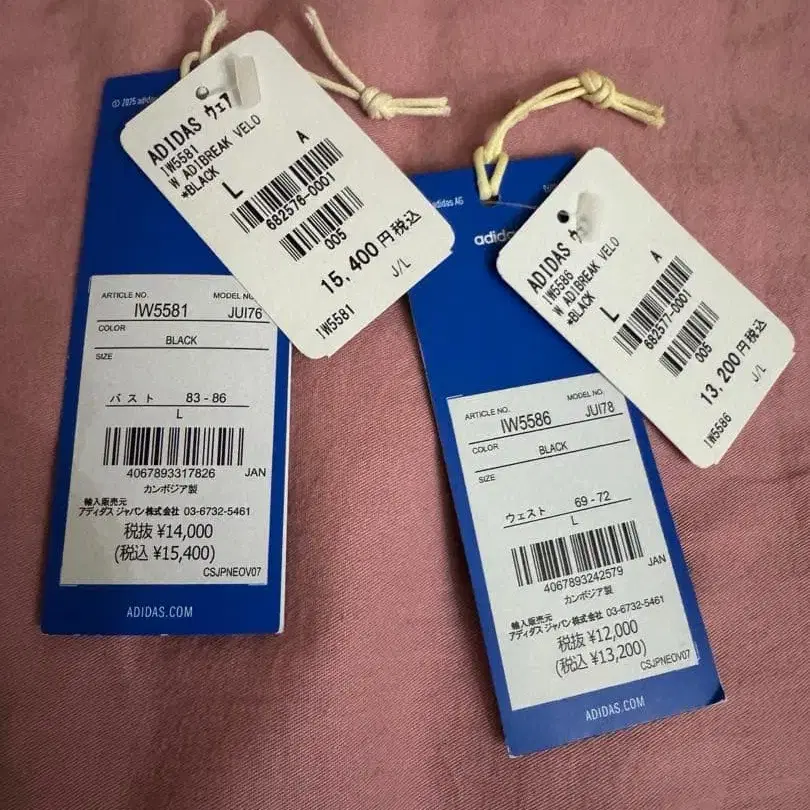 © 2025 adidas
ADIDAS ウェア
IW5581
W ADIBREAK VELO
*BLACK
L A
682576-0001
005
15,400円税込
IW5581 J/L
ARTICLE NO. MODEL NO.
IW5581 JUI76
COLOR
BLACK
SIZE
バスト 83 - 86
L
4067893317826 JAN
カンボジア製
輸入販売元
アディダス ジャパン株式会社 03-6732-5461
税抜 ¥14,000
(税込 ¥15,400)
CSJPNEOV07
ADIDAS.COM
adidas AG
ADIDAS
IW5586
W ADIBREAK VELO
*BLACK
L A
682577-0001
005
13,200円税込
IW5586 J/L
ARTICLE NO. MODEL NO.
IW5586 JUI78
COLOR
BLACK
SIZE
ウェスト 69 - 72
L
4067893242579 JAN
カンボジア製
輸入販売元
アディダス ジャパン株式会社 03-6732-5461
税抜 ¥12,000
(税込 ¥13,200)
CSJPNEOV07
ADIDAS.COM